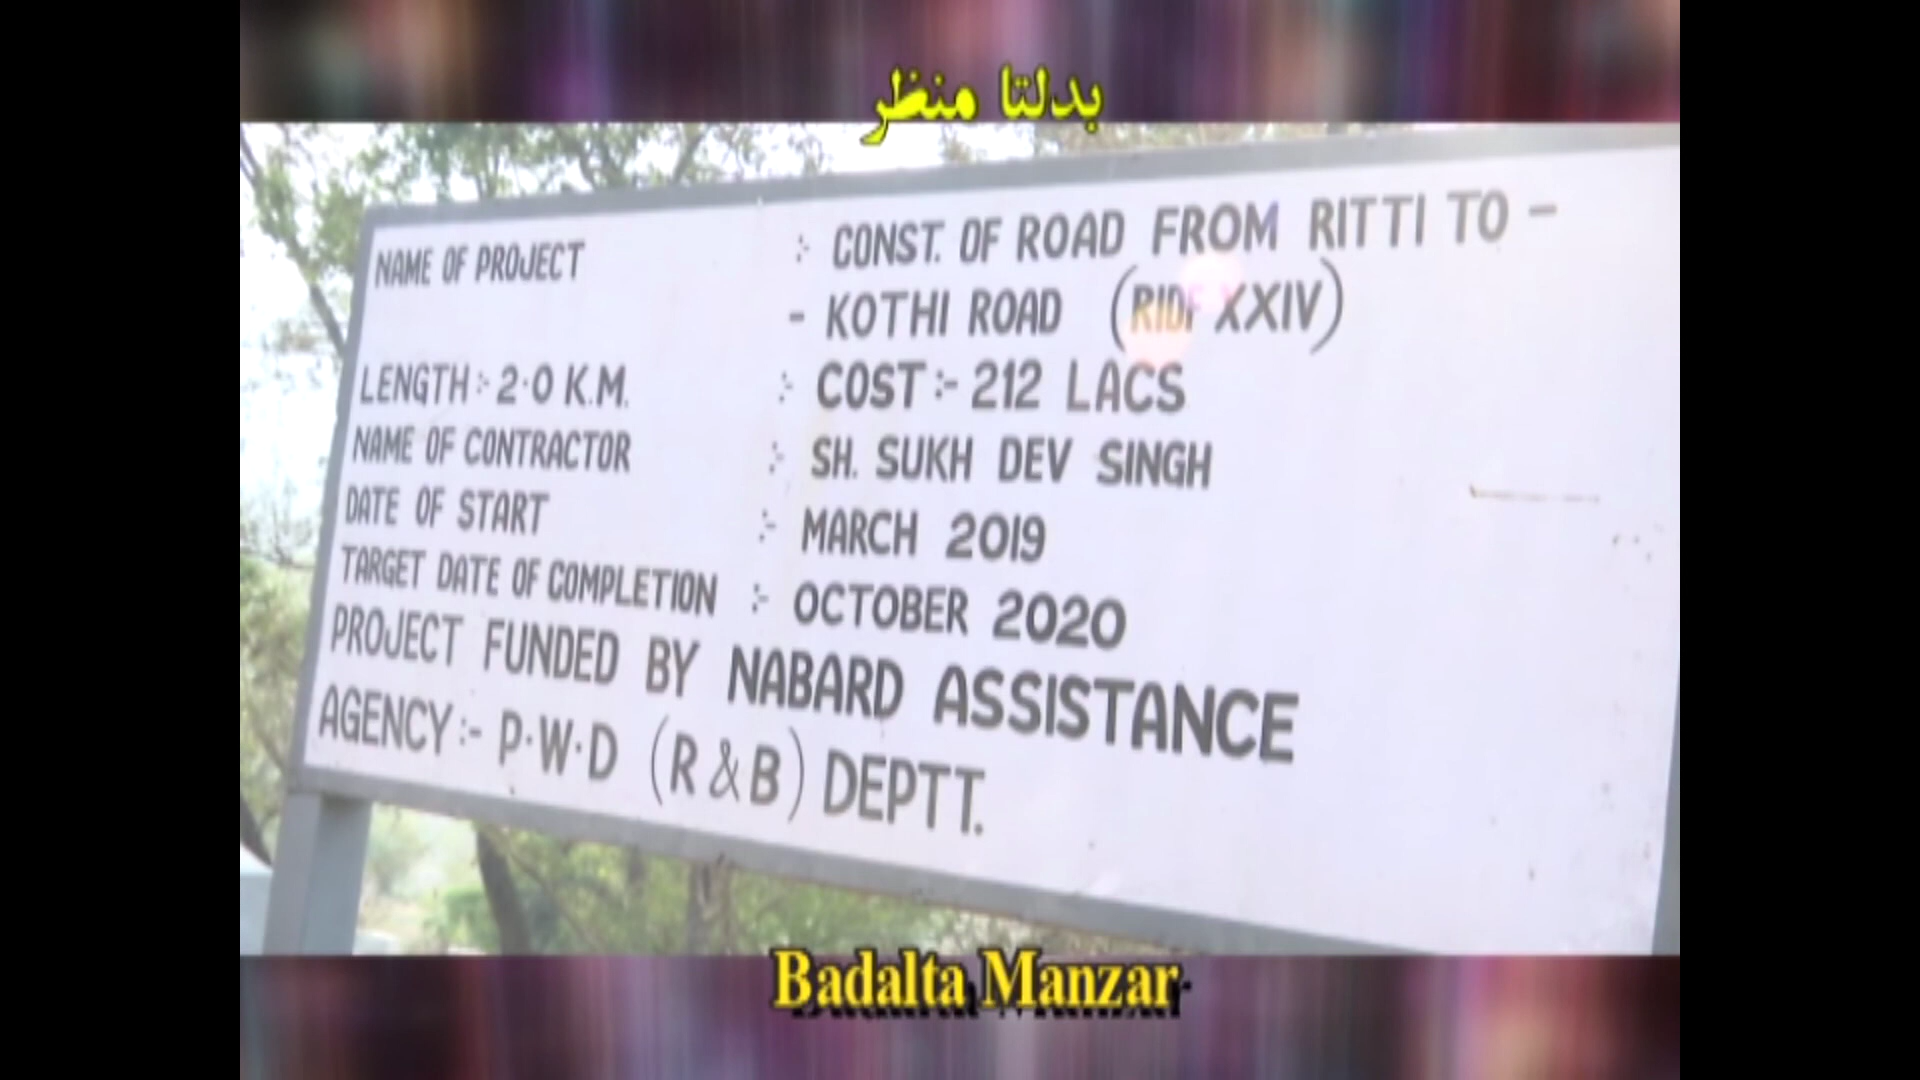 بدلتا منظر
NAME OF PROJECT :- CONST. OF ROAD FROM RITTI TO -
- KOTHI ROAD (RIDF XXIV)
LENGTH :- 2.0 K.M. :- COST :- 212 LACS
NAME OF CONTRACTOR :- SH. SUKH DEV SINGH
DATE OF START :- MARCH 2019
TARGET DATE OF COMPLETION :- OCTOBER 2020
PROJECT FUNDED BY NABARD ASSISTANCE
AGENCY :- P.W.D (R & B) DEPTT.
Badalta Manzar